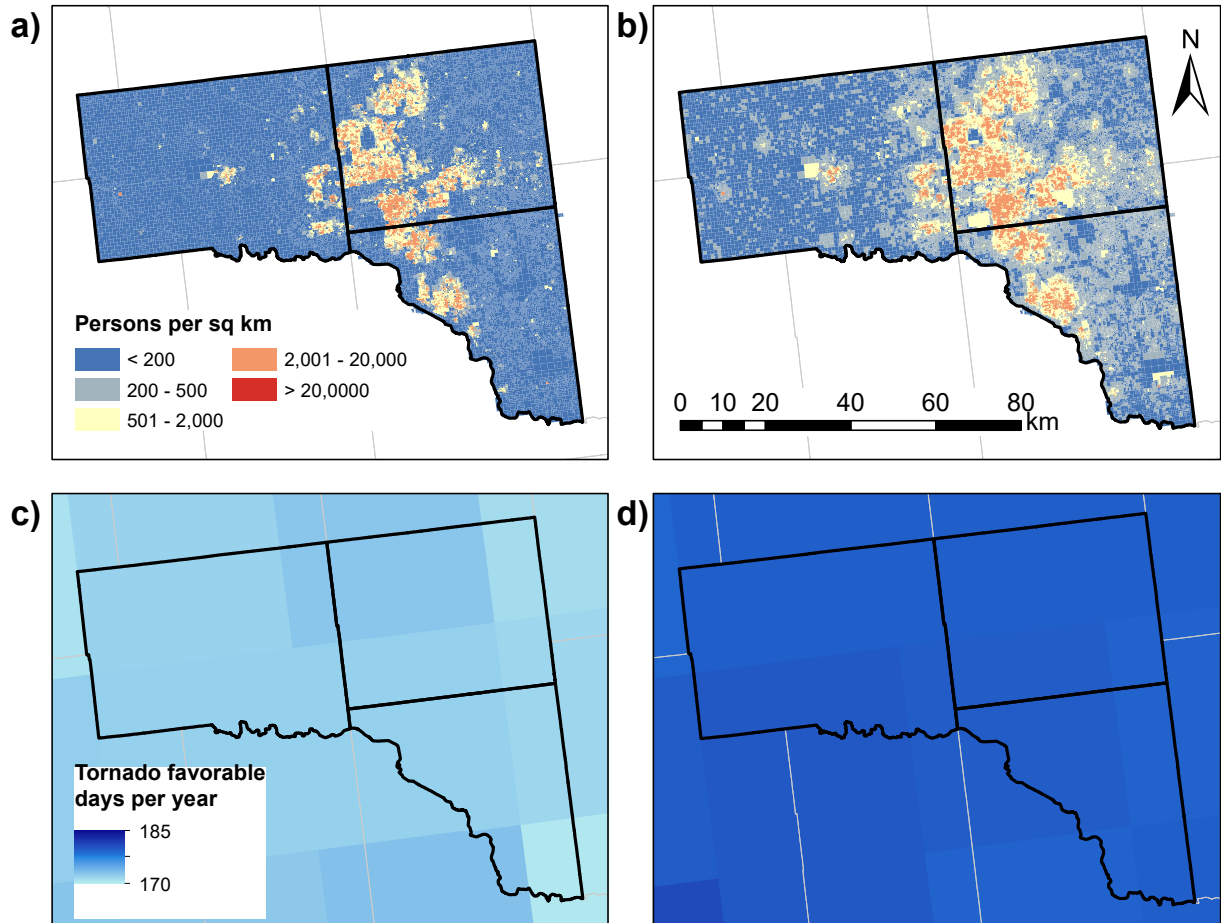 a)
b)
N
Persons per sq km
< 200
2,001 - 20,000
200 - 500
> 20,0000
501 - 2,000
0 10 20 40 60 80
km
c)
d)
Tornado favorable
days per year
185
170